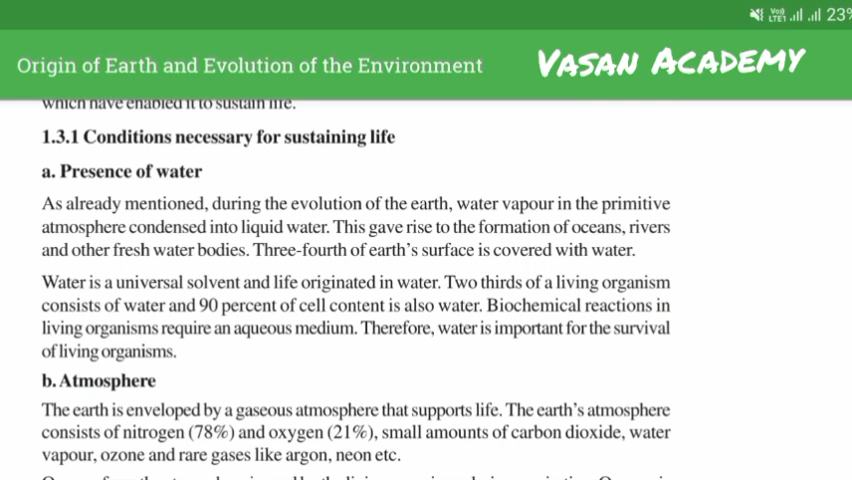 Voo) LTE1 23%
Origin of Earth and Evolution of the Environment VASAN ACADEMY
which have enabled it to sustain life.
1.3.1 Conditions necessary for sustaining life
a. Presence of water
As already mentioned, during the evolution of the earth, water vapour in the primitive
atmosphere condensed into liquid water. This gave rise to the formation of oceans, rivers
and other fresh water bodies. Three-fourth of earth's surface is covered with water.
Water is a universal solvent and life originated in water. Two thirds of a living organism
consists of water and 90 percent of cell content is also water. Biochemical reactions in
living organisms require an aqueous medium. Therefore, water is important for the survival
of living organisms.
b. Atmosphere
The earth is enveloped by a gaseous atmosphere that supports life. The earth's atmosphere
consists of nitrogen (78%) and oxygen (21%), small amounts of carbon dioxide, water
vapour, ozone and rare gases like argon, neon etc.